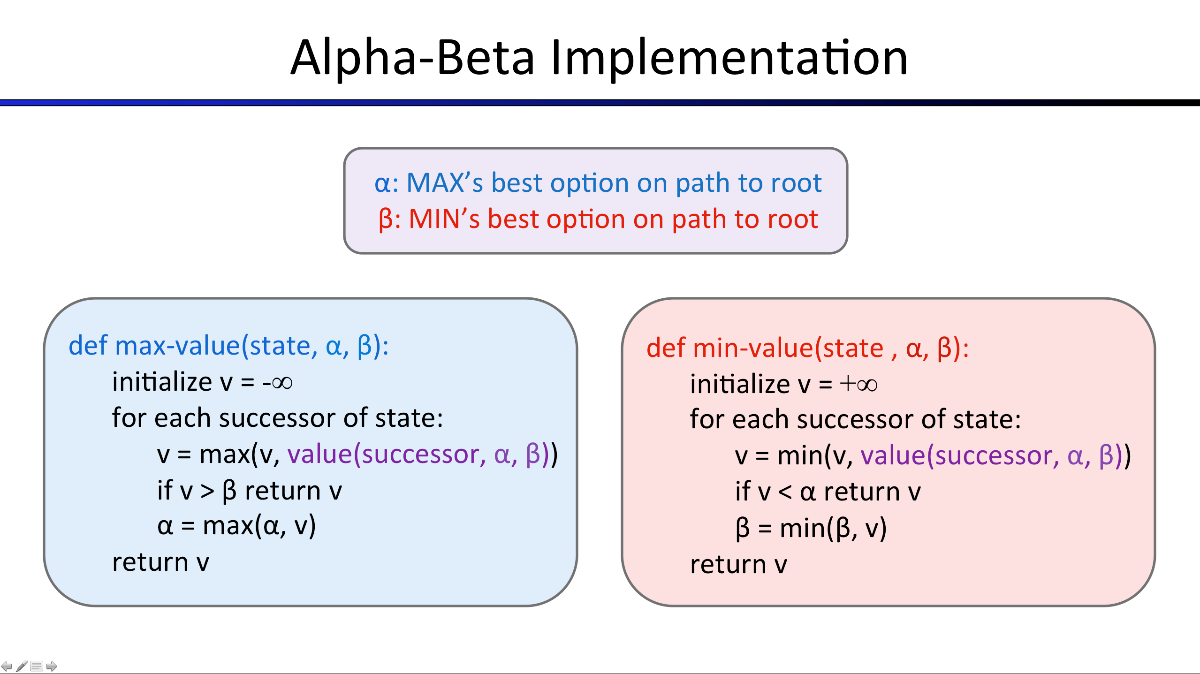 Alpha-Beta Implementation
α: MAX’s best option on path to root
β: MIN’s best option on path to root
def max-value(state, α, β):
initialize v = -∞
for each successor of state:
v = max(v, value(successor, α, β))
if v > β return v
α = max(α, v)
return v
def min-value(state , α, β):
initialize v = +∞
for each successor of state:
v = min(v, value(successor, α, β))
if v < α return v
β = min(β, v)
return v